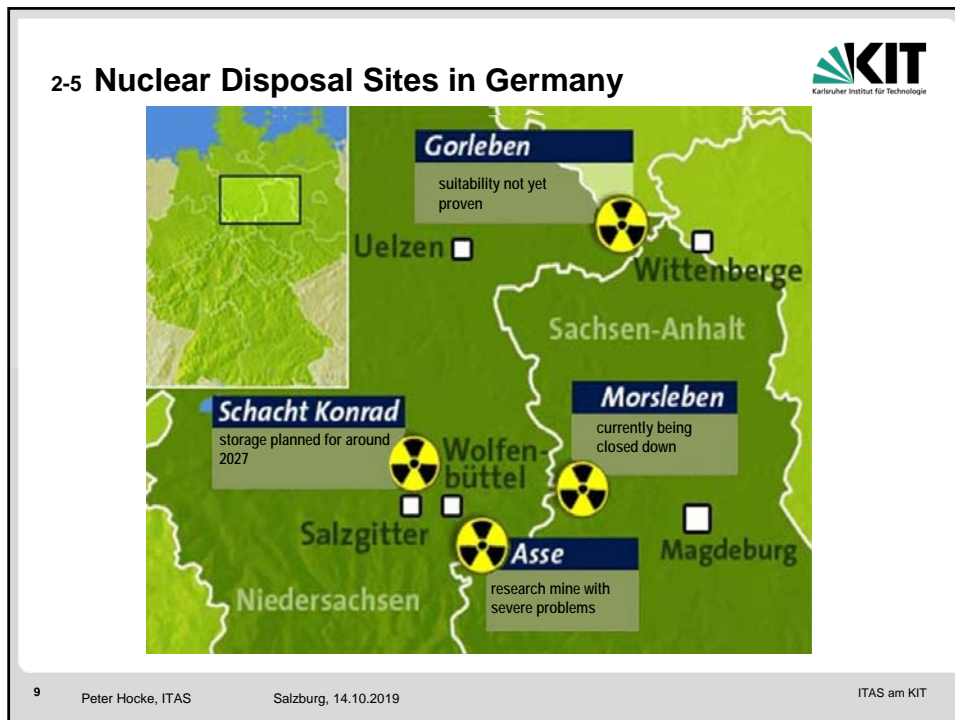 2-5 Nuclear Disposal Sites in Germany
KIT
Karlsruher Institut für Technologie
Gorleben
suitability not yet
proven
Uelzen
Wittenberge
Sachsen-Anhalt
Schacht Konrad
storage planned for around
2027
Morsleben
currently being
closed down
Wolfen-
büttel
Salzgitter
Magdeburg
Asse
research mine with
severe problems
Niedersachsen
9
Peter Hocke, ITAS
Salzburg, 14.10.2019
ITAS am KIT